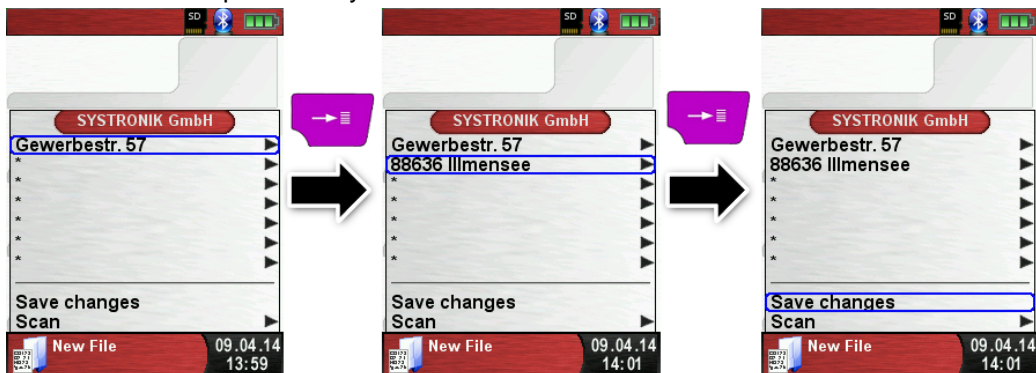 SD
SYSTRONIK GmbH
Gewerbestr. 57
*
*
*
*
*
*
Save changes
Scan
New File
09.04.14
13:59
SD
SYSTRONIK GmbH
Gewerbestr. 57
88636 Illmensee
*
*
*
*
*
Save changes
Scan
New File
09.04.14
14:01
SD
SYSTRONIK GmbH
Gewerbestr. 57
88636 Illmensee
*
*
*
*
*
Save changes
Scan
New File
09.04.14
14:01